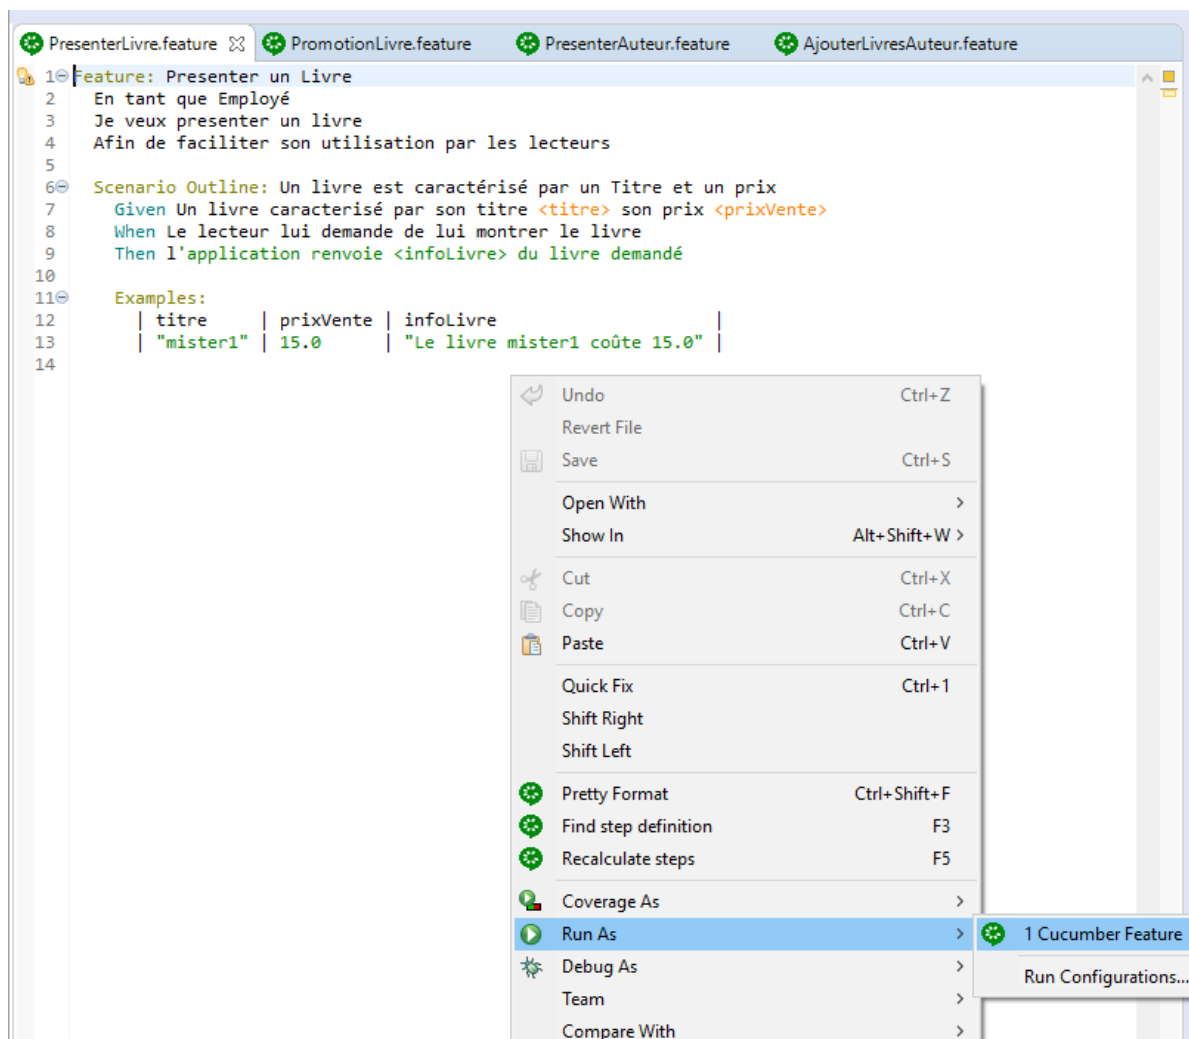 PresenterLivre.feature PromotionLivre.feature PresenterAuteur.feature AjouterLivresAuteur.feature
1 Feature: Presenter un Livre
2 En tant que Employé
3 Je veux presenter un livre
4 Afin de faciliter son utilisation par les lecteurs
5
6 Scenario Outline: Un livre est caractérisé par un Titre et un prix
7 Given Un livre caracterisé par son titre <titre> son prix <prixVente>
8 When Le lecteur lui demande de lui montrer le livre
9 Then l'application renvoie <infoLivre> du livre demandé
10
11 Examples:
12 | titre | prixVente | infoLivre |
13 | "mister1" | 15.0 | "Le livre mister1 coûte 15.0" |
14
Undo Ctrl+Z
Revert File
Save Ctrl+S
Open With
Show In Alt+Shift+W
Cut Ctrl+X
Copy Ctrl+C
Paste Ctrl+V
Quick Fix Ctrl+1
Shift Right
Shift Left
Pretty Format Ctrl+Shift+F
Find step definition F3
Recalculate steps F5
Coverage As
Run As 1 Cucumber Feature
Debug As Run Configurations...
Team
Compare With